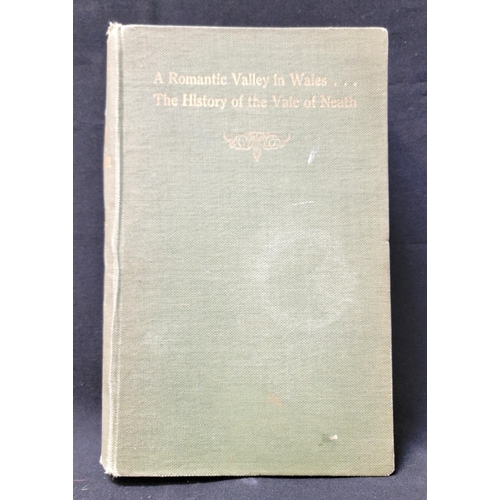 A Romantic Valley in Wales . . .
The History of the Vale of Neath